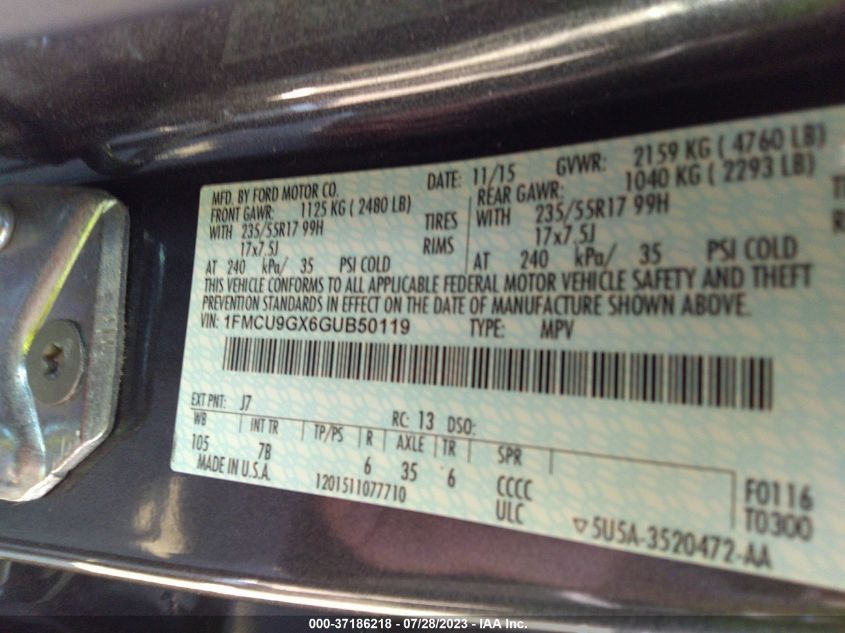 MFD. BY FORD MOTOR CO. DATE: 11/15 GVWR: 2159 KG ( 4760 LB)
FRONT GAWR: 1125 KG ( 2480 LB) REAR GAWR: 1040 KG ( 2293 LB)
WITH 235/55R17 99H TIRES WITH 235/55R17 99H
17x7.5J RIMS 17x7.5J
AT 240 kPa/ 35 PSI COLD AT 240 kPa/ 35 PSI COLD
THIS VEHICLE CONFORMS TO ALL APPLICABLE FEDERAL MOTOR VEHICLE SAFETY AND THEFT
PREVENTION STANDARDS IN EFFECT ON THE DATE OF MANUFACTURE SHOWN ABOVE.
VIN: 1FMCU9GX6GUB50119 TYPE: MPV
EXT PNT: J7 RC: 13 DSO:
WB INT TR TP/PS R AXLE TR SPR
105 7B 6 35 6 CCCC F0116
MADE IN U.S.A. 1201511077710 ULC T0300
5U5A-3520472-AA
000-37186218 - 07/28/2023 - © IAA Inc.